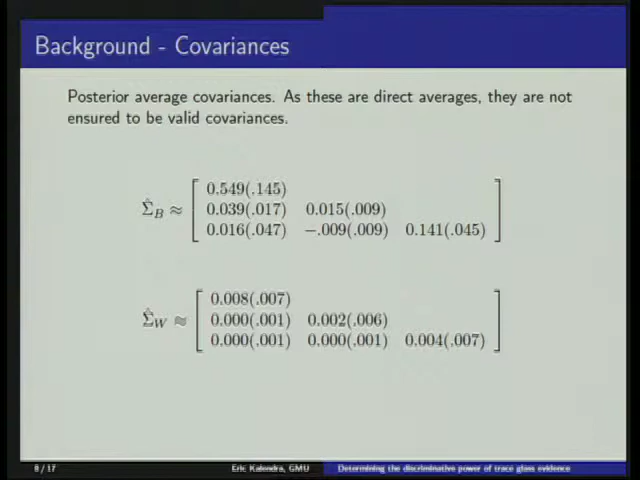 Background - Covariances
Posterior average covariances. As these are direct averages, they are not
ensured to be valid covariances.
Σ̂_B ≈ [ 0.549(.145)
0.039(.017) 0.015(.009)
0.016(.047) −.009(.009) 0.141(.045) ]
Σ̂_W ≈ [ 0.008(.007)
0.000(.001) 0.002(.006)
0.000(.001) 0.000(.001) 0.004(.007) ]
8 / 17 Eric Kalendra, GMU Determining the discriminative power of trace glass evidence